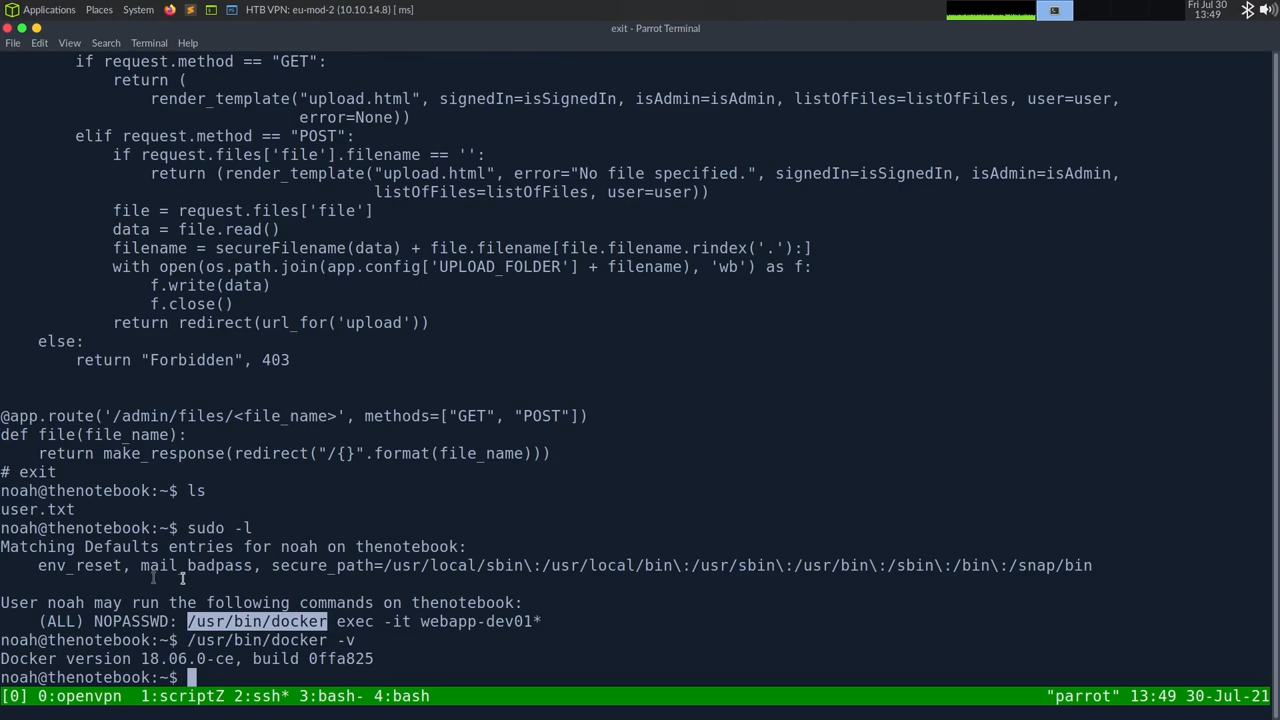 Applications Places System HTB VPN: eu-mod-2 (10.10.14.8) [ ms] Fri Jul 30
13:49
exit - Parrot Terminal
File Edit View Search Terminal Help
if request.method == "GET":
return (
render_template("upload.html", signedIn=isSignedIn, isAdmin=isAdmin, listOfFiles=listOfFiles, user=user,
error=None))
elif request.method == "POST":
if request.files['file'].filename == '':
return (render_template("upload.html", error="No file specified.", signedIn=isSignedIn, isAdmin=isAdmin,
listOfFiles=listOfFiles, user=user))
file = request.files['file']
data = file.read()
filename = secureFilename(data) + file.filename[file.filename.rindex('.'):]
with open(os.path.join(app.config['UPLOAD_FOLDER'] + filename), 'wb') as f:
f.write(data)
f.close()
return redirect(url_for('upload'))
else:
return "Forbidden", 403
@app.route('/admin/files/<file_name>', methods=["GET", "POST"])
def file(file_name):
return make_response(redirect("/{}".format(file_name)))
# exit
noah@thenotebook:~$ ls
user.txt
noah@thenotebook:~$ sudo -l
Matching Defaults entries for noah on thenotebook:
env_reset, mail_badpass, secure_path=/usr/local/sbin\:/usr/local/bin\:/usr/sbin\:/usr/bin\:/sbin\:/bin\:/snap/bin
User noah may run the following commands on thenotebook:
(ALL) NOPASSWD: /usr/bin/docker exec -it webapp-dev01*
noah@thenotebook:~$ /usr/bin/docker -v
Docker version 18.06.0-ce, build 0ffa825
noah@thenotebook:~$
[0] 0:openvpn 1:scriptZ 2:ssh* 3:bash- 4:bash "parrot" 13:49 30-Jul-21